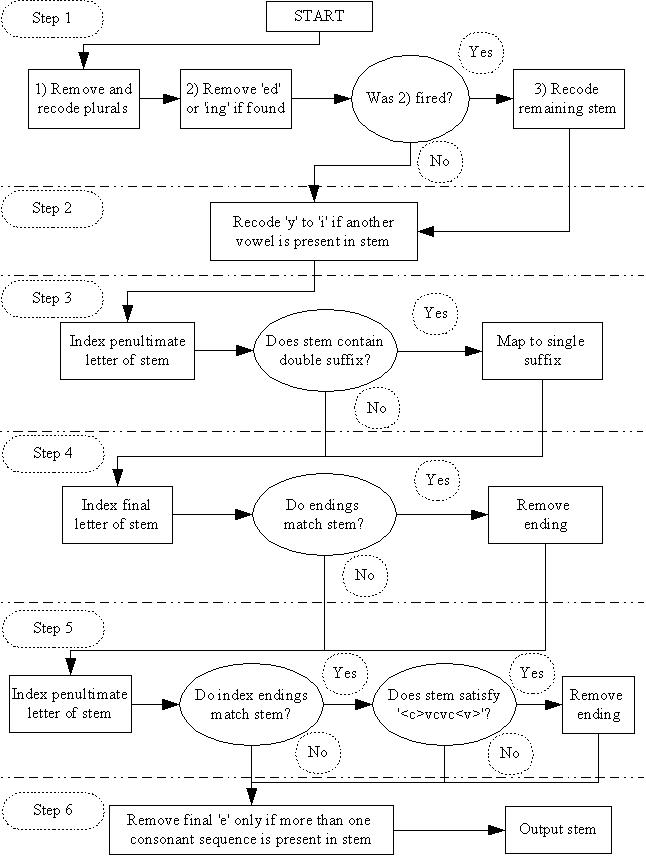 Step 1
START
1) Remove and
recode plurals
2) Remove 'ed'
or 'ing' if found
Was 2) fired?
Yes
3) Recode
remaining stem
No
Step 2
Recode 'y' to 'i' if another
vowel is present in stem
Step 3
Index penultimate
letter of stem
Does stem contain
double suffix?
Yes
Map to single
suffix
No
Step 4
Index final
letter of stem
Do endings
match stem?
Yes
Remove
ending
No
Step 5
Index penultimate
letter of stem
Do index endings
match stem?
Yes
Does stem satisfy
'<c>vcvc<v>'?
Yes
Remove
ending
No
No
Step 6
Remove final 'e' only if more than one
consonant sequence is present in stem
Output stem